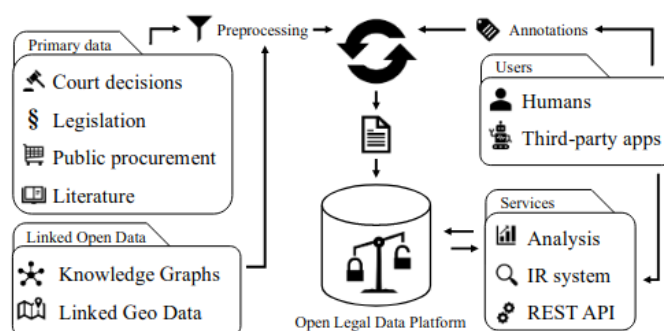 Primary data
Court decisions
§ Legislation
Public procurement
Literature
Linked Open Data
Knowledge Graphs
Linked Geo Data
Preprocessing
Annotations
Users
Humans
Third-party apps
Services
Analysis
IR system
REST API
Open Legal Data Platform